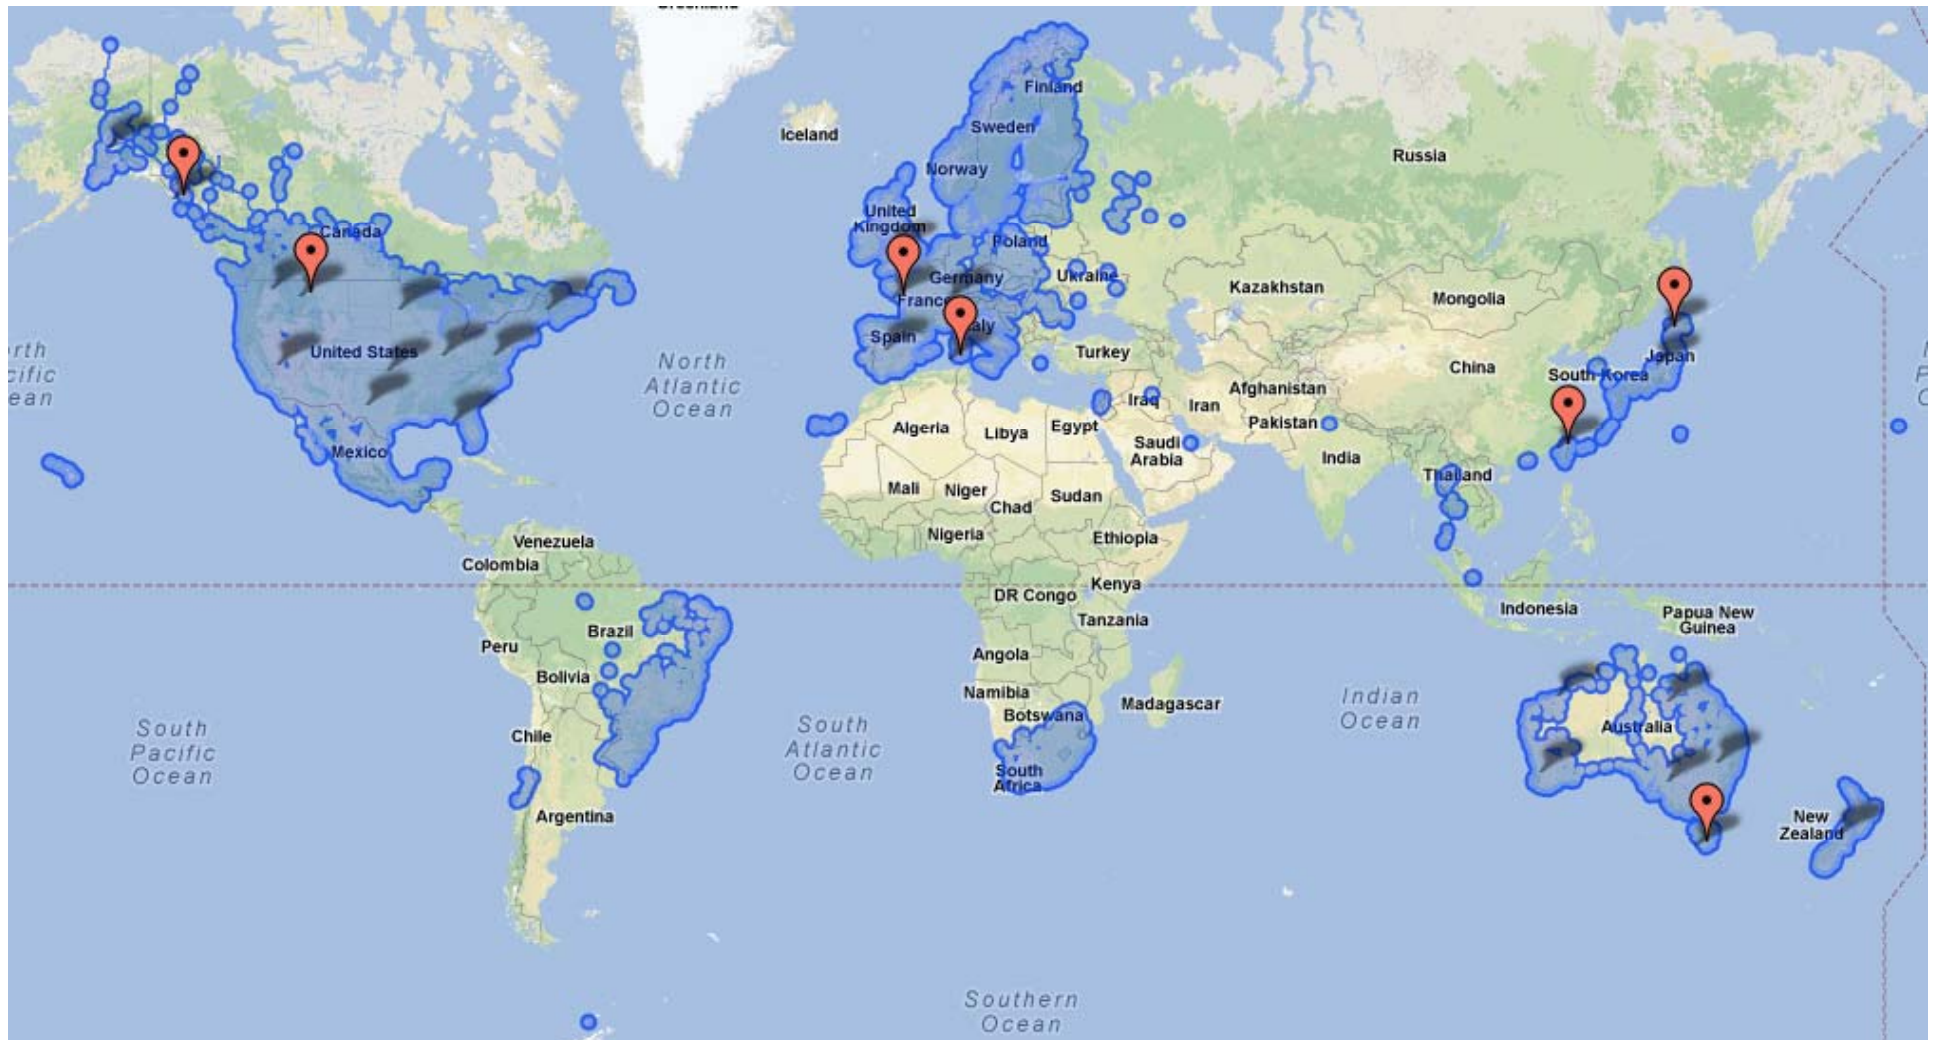 Finland
Sweden
Iceland
Russia
Norway
United
Kingdom
Canada
Poland
Germany
Ukraine
Kazakhstan
Mongolia
France
Spain
United States
North
Atlantic
Ocean
Turkey
Japan
China
South Korea
Afghanistan
Iraq
Iran
Pakistan
Algeria
Libya
Egypt
Saudi
Arabia
India
Mexico
Thailand
Mali
Niger
Chad
Sudan
Nigeria
Ethiopia
Venezuela
Colombia
Kenya
DR Congo
Tanzania
Indonesia
Papua New
Guinea
Brazil
Peru
Angola
Bolivia
Namibia
Madagascar
Botswana
Indian
Ocean
South
Pacific
Ocean
South
Atlantic
Ocean
Chile
Australia
South
Africa
Argentina
New
Zealand
Southern
Ocean